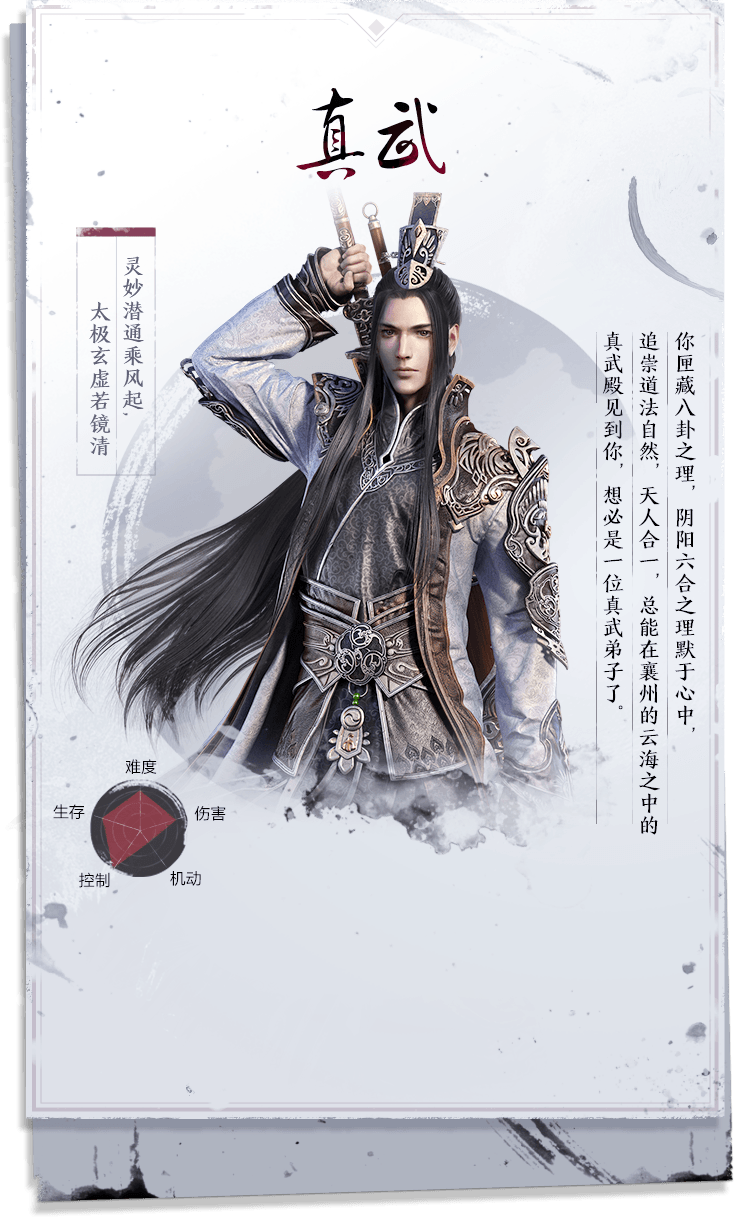 真武
灵妙潜通乘风起，
太极玄虚若镜清
你匣藏八卦之理，阴阳六合之理默于心中，
追崇道法自然，天人合一，总能在襄州的云海之中的
真武殿见到你，想必是一位真武弟子了。
难度
生存
伤害
控制
机动